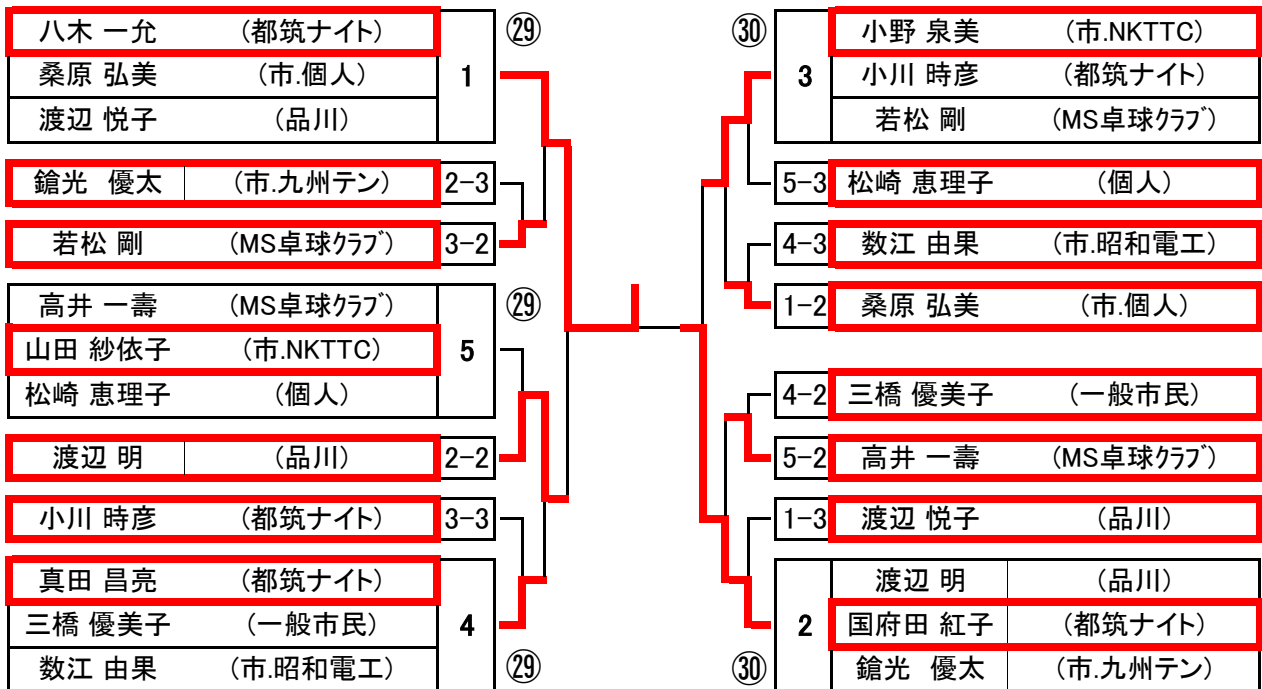 八木 一允 (都筑ナイト)
桑原 弘美 (市.個人)
渡辺 悦子 (品川)
1
㉙
鎗光 優太 (市.九州テン) 2-3
若松 剛 (MS卓球クラブ) 3-2
高井 一壽 (MS卓球クラブ)
山田 紗依子 (市.NKTTC)
松崎 恵理子 (個人)
5
㉙
渡辺 明 (品川) 2-2
小川 時彦 (都筑ナイト) 3-3
真田 昌亮 (都筑ナイト)
三橋 優美子 (一般市民)
数江 由果 (市.昭和電工)
4
㉙
㉚
3
小野 泉美 (市.NKTTC)
小川 時彦 (都筑ナイト)
若松 剛 (MS卓球クラブ)
5-3 松崎 恵理子 (個人)
4-3 数江 由果 (市.昭和電工)
1-2 桑原 弘美 (市.個人)
4-2 三橋 優美子 (一般市民)
5-2 高井 一壽 (MS卓球クラブ)
1-3 渡辺 悦子 (品川)
2
渡辺 明 (品川)
国府田 紅子 (都筑ナイト)
鎗光 優太 (市.九州テン)
㉚